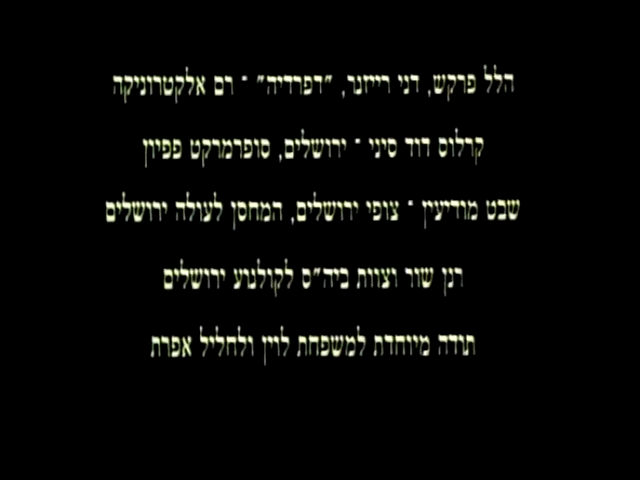 הלל פרקש, דני רייזנר, "דפרדיה" - רם אלקטרוניקה
קרלוס דוד סיני - ירושלים, סופרמרקט פפיון
שבט מודיעין - צופי ירושלים, המחסן לעולה ירושלים
רנן שור וצוות ביה"ס לקולנוע ירושלים
תודה מיוחדת למשפחת לוין ולחליל אפרת